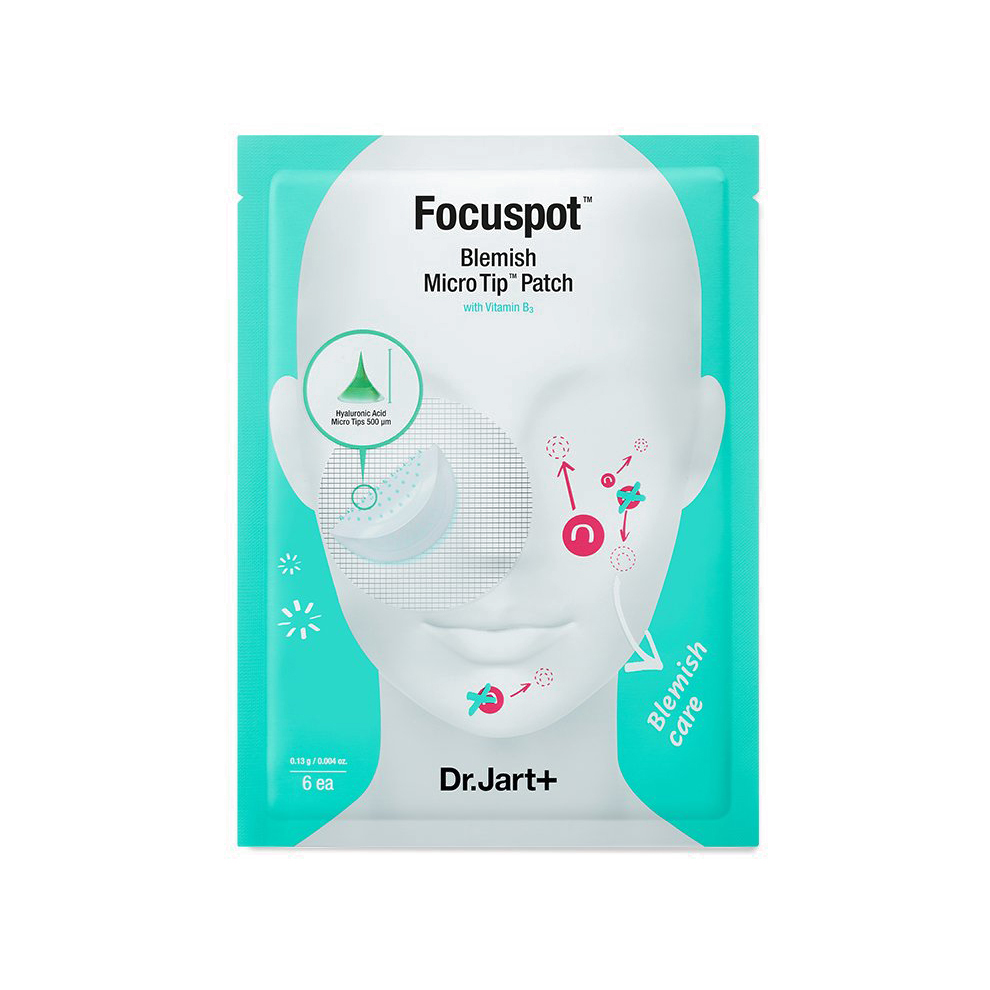 Focuspot™
Blemish
Micro Tip™ Patch
with Vitamin B₃
Hyaluronic Acid
Micro Tips 500 μm
Blemish
care
0.13 g / 0.004 oz.
6 ea
Dr.Jart+